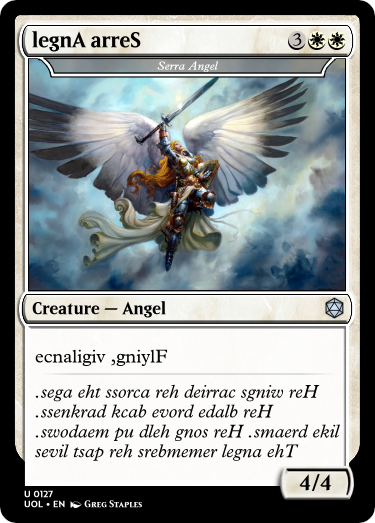 legnA arreS
3
Serra Angel
Creature — Angel
ecnaligiv ,gniylF
.sega eht ssorca reh deirrac sgniw reH
.ssenkrad kcab evord edalb reH
.swodaem pu dleh gnos reH .smaerd ekil
sevil tsap reh srebmemer legna ehT
4/4
U 0127
UOL • EN Greg Staples